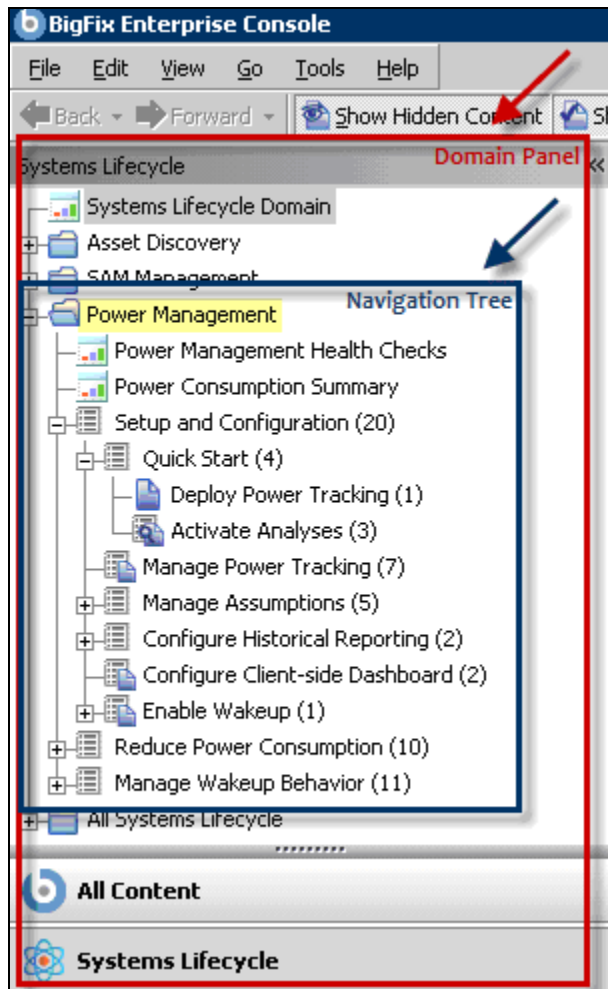 BigFix Enterprise Console
File Edit View Go Tools Help
Back Forward Show Hidden Content
Systems Lifecycle Domain Panel «
Systems Lifecycle Domain
Asset Discovery
SAM Management
Navigation Tree
Power Management
Power Management Health Checks
Power Consumption Summary
Setup and Configuration (20)
Quick Start (4)
Deploy Power Tracking (1)
Activate Analyses (3)
Manage Power Tracking (7)
Manage Assumptions (5)
Configure Historical Reporting (2)
Configure Client-side Dashboard (2)
Enable Wakeup (1)
Reduce Power Consumption (10)
Manage Wakeup Behavior (11)
All Systems Lifecycle
All Content
Systems Lifecycle